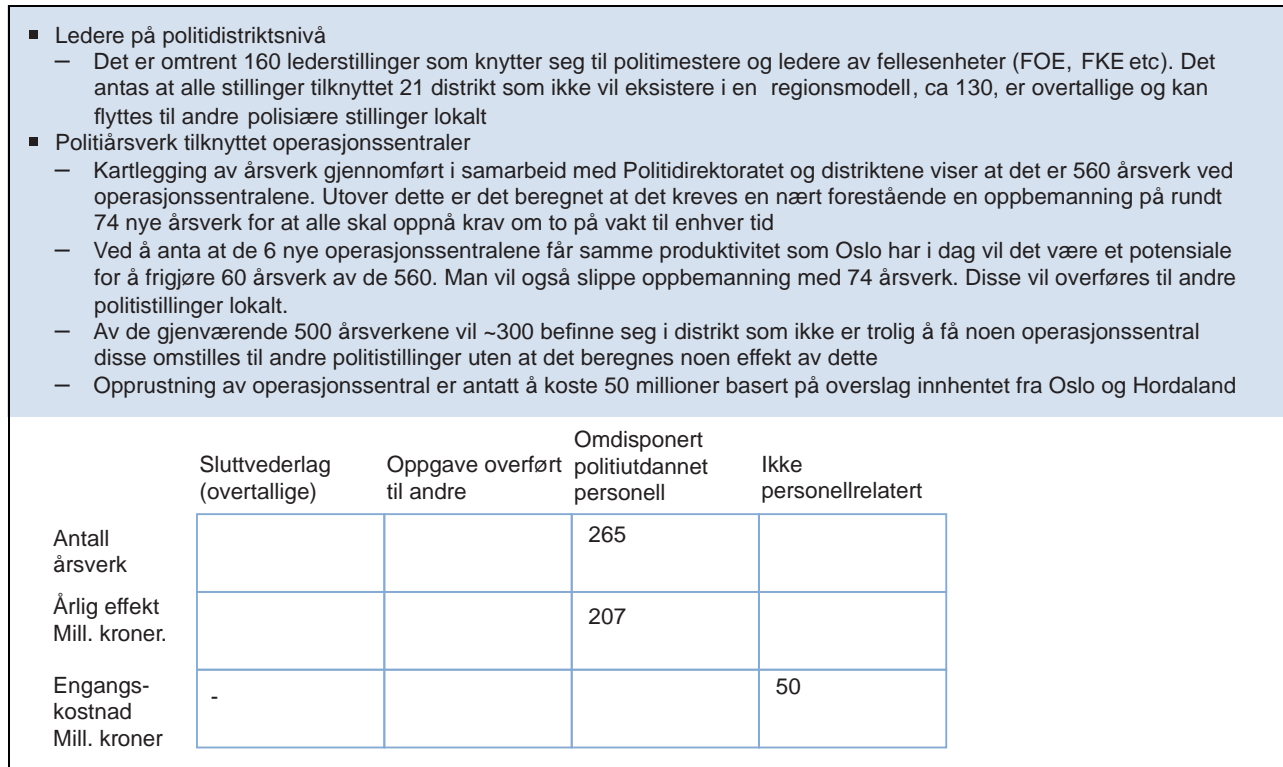 ▪ Ledere på politidistriktsnivå
– Det er omtrent 160 lederstillinger som knytter seg til politimestere og ledere av fellesenheter (FOE, FKE etc). Det
antas at alle stillinger tilknyttet 21 distrikt som ikke vil eksistere i en regionsmodell, ca 130, er overtallige og kan
flyttes til andre polisiære stillinger lokalt
▪ Politiårsverk tilknyttet operasjonssentraler
– Kartlegging av årsverk gjennomført i samarbeid med Politidirektoratet og distriktene viser at det er 560 årsverk ved
operasjonssentralene. Utover dette er det beregnet at det kreves en nært forestående en oppbemanning på rundt
74 nye årsverk for at alle skal oppnå krav om to på vakt til enhver tid
– Ved å anta at de 6 nye operasjonssentralene får samme produktivitet som Oslo har i dag vil det være et potensiale
for å frigjøre 60 årsverk av de 560. Man vil også slippe oppbemanning med 74 årsverk. Disse vil overføres til andre
politistillinger lokalt.
– Av de gjenværende 500 årsverkene vil ~300 befinne seg i distrikt som ikke er trolig å få noen operasjonssentral
disse omstilles til andre politistillinger uten at det beregnes noen effekt av dette
– Opprustning av operasjonssentral er antatt å koste 50 millioner basert på overslag innhentet fra Oslo og Hordaland
Sluttvederlag
(overtallige)
Oppgave overført
til andre
Omdisponert
politiutdannet
personell
Ikke
personellrelatert
Antall
årsverk
265
Årlig effekt
Mill. kroner.
207
Engangs-
kostnad
Mill. kroner
-
50